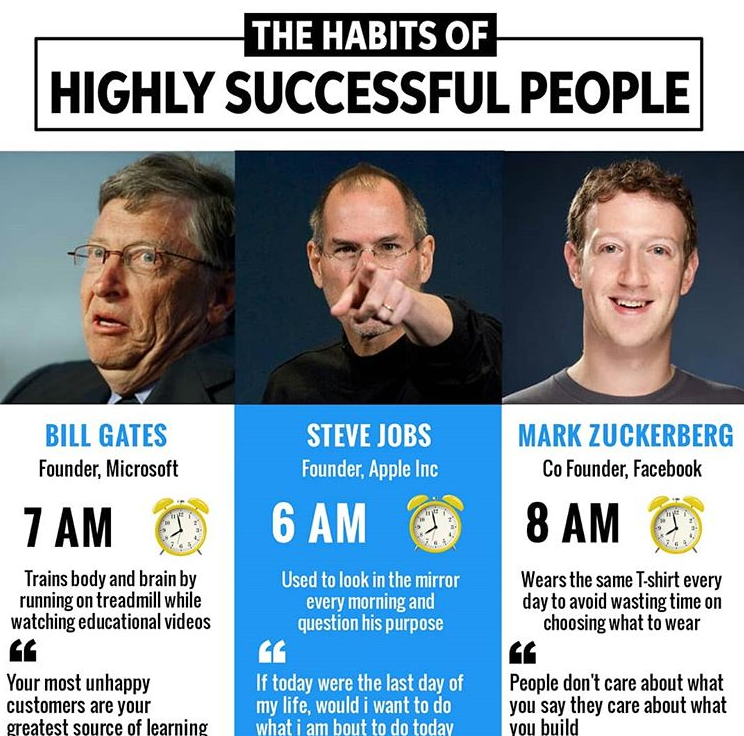 THE HABITS OF
HIGHLY SUCCESSFUL PEOPLE
BILL GATES
Founder, Microsoft
7 AM
Trains body and brain by
running on treadmill while
watching educational videos
“
Your most unhappy
customers are your
greatest source of learning
STEVE JOBS
Founder, Apple Inc
6 AM
Used to look in the mirror
every morning and
question his purpose
“
If today were the last day of
my life, would i want to do
what i am bout to do today
MARK ZUCKERBERG
Co Founder, Facebook
8 AM
Wears the same T-shirt every
day to avoid wasting time on
choosing what to wear
“
People don't care about what
you say they care about what
you build